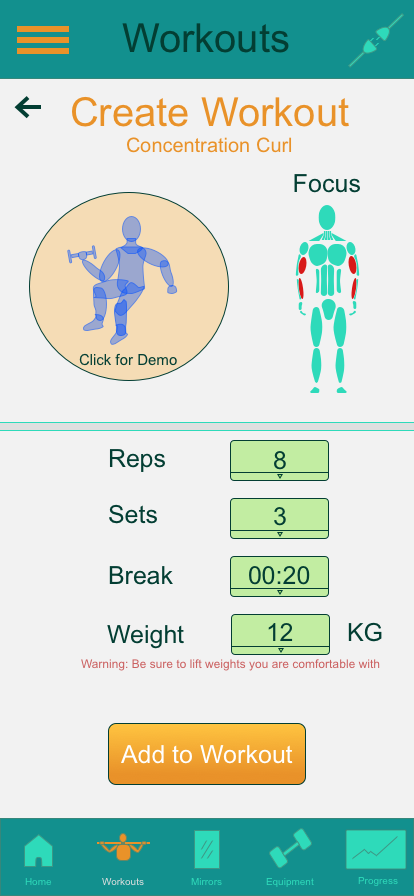 Workouts
Create Workout
Concentration Curl
Focus
Click for Demo
Reps 8
Sets 3
Break 00:20
Weight 12 KG
Warning: Be sure to lift weights you are comfortable with
Add to Workout
Home Workouts Mirrors Equipment Progress